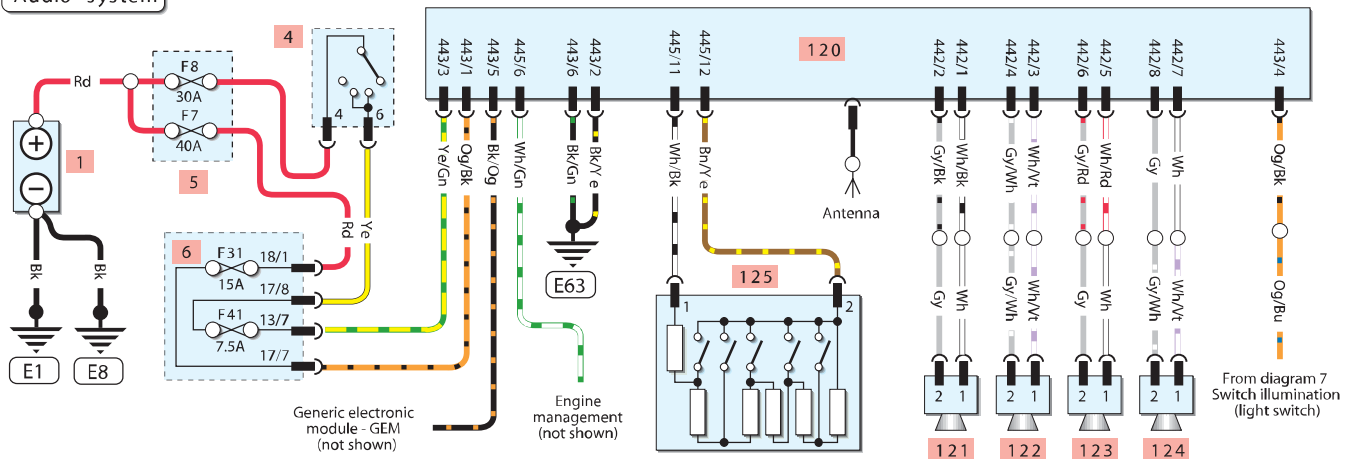 Audio system
120
443/3
443/1
443/5
445/6
443/6
443/2
445/11
445/12
442/2
442/1
442/4
442/3
442/6
442/5
442/8
442/7
443/4
4
4
6
Rd
F8
30A
F7
40A
5
+
−
1
Bk
Bk
E1
E8
Rd
Ye
6
F31
15A
18/1
17/8
F41
7.5A
13/7
17/7
Ye/Gn
Og/Bk
Bk/Og
Wh/Gn
Bk/Gn
Bk/Ye
Wh/Bk
Bn/Ye
E63
Antenna
Gy/Bk
Wh/Bk
Gy/Wh
Wh/Vt
Gy/Rd
Wh/Rd
Gy
Wh
Og/Bk
Gy
Wh
Gy/Wh
Wh/Vt
Gy
Wh
Gy/Wh
Wh/Vt
Og/Bu
125
1
2
Generic electronic
module - GEM
(not shown)
Engine
management
(not shown)
2
1
2
1
2
1
2
1
121
122
123
124
From diagram 7
Switch illumination
(light switch)